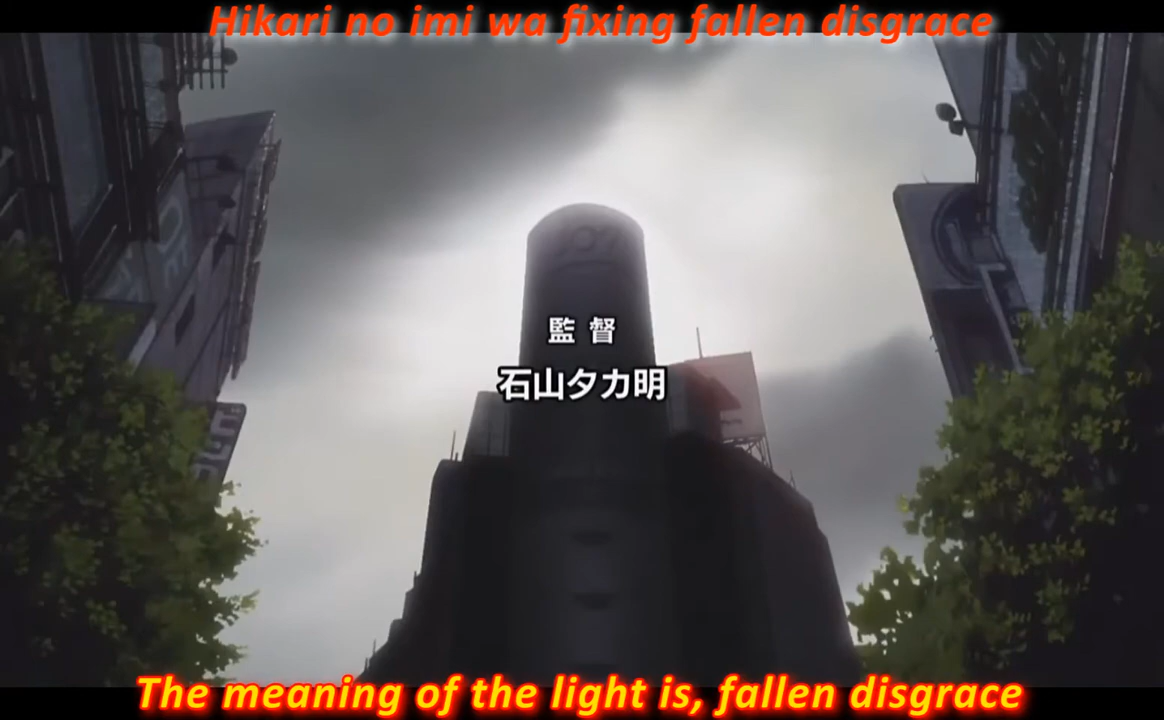 Hikari no imi wa fixing fallen disgrace
監督
石山タカ明
The meaning of the light is, fallen disgrace